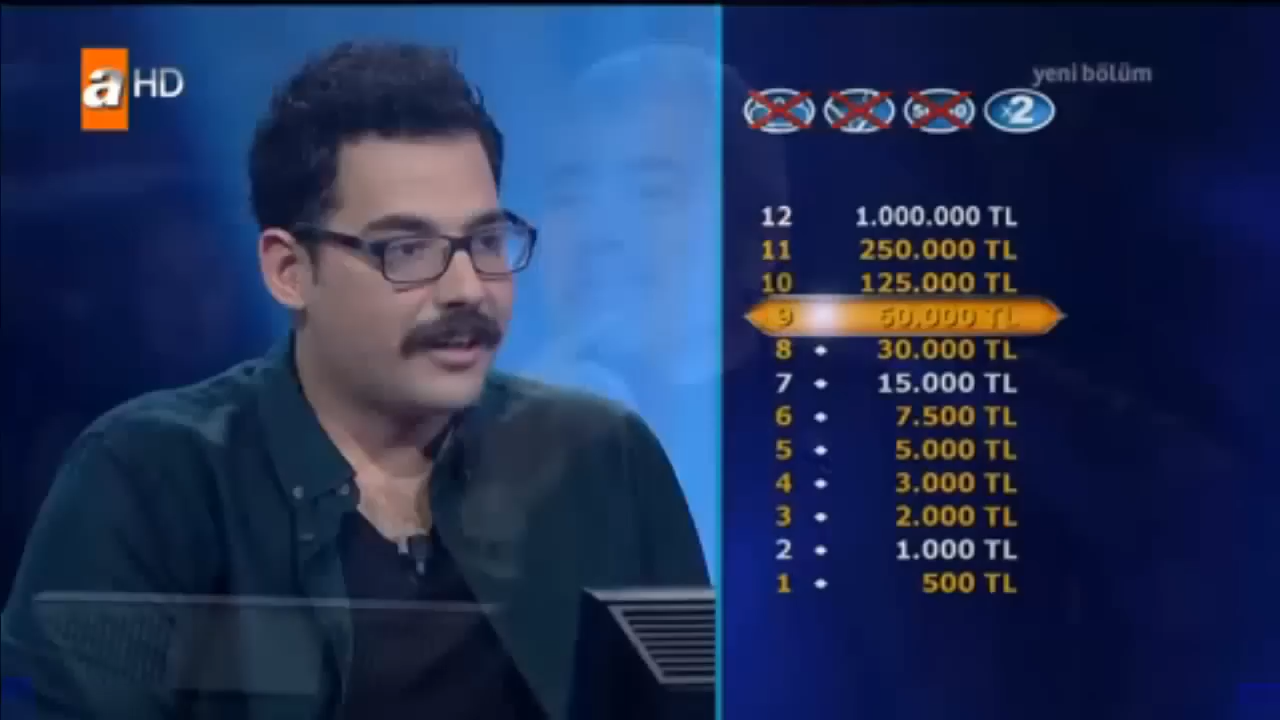 a HD
yeni bölüm
x2
12 1.000.000 TL
11 250.000 TL
10 125.000 TL
9 60.000 TL
8 30.000 TL
7 15.000 TL
6 7.500 TL
5 5.000 TL
4 3.000 TL
3 2.000 TL
2 1.000 TL
1 500 TL